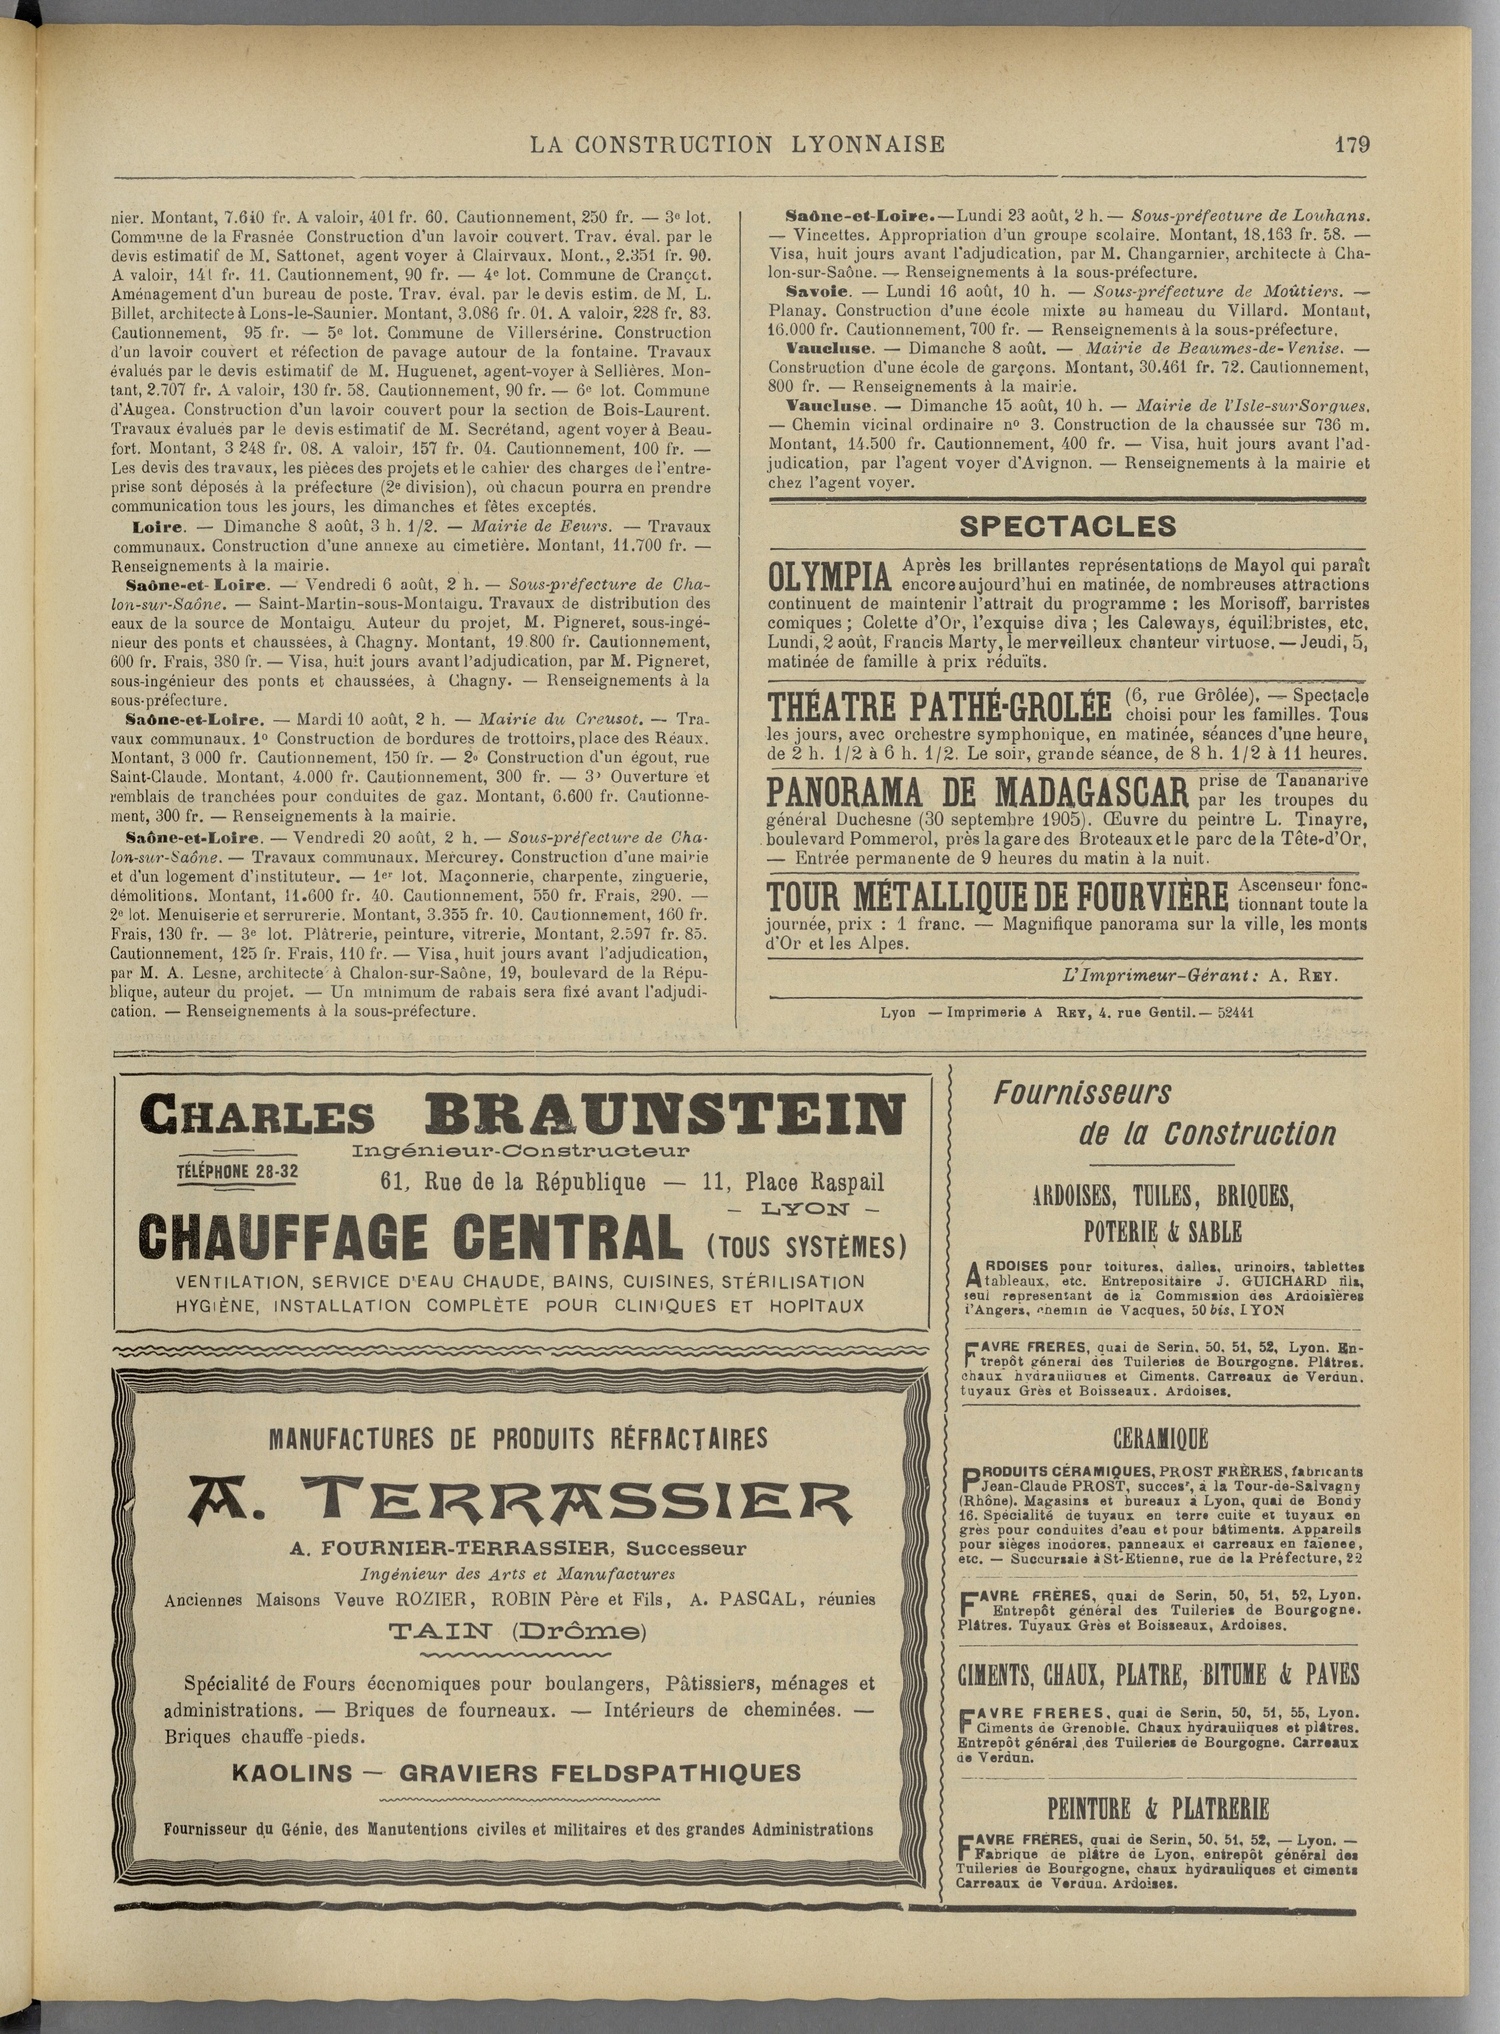 LA CONSTRUCTION LYONNAISE 179
nier. Montant, 7.640 fr. A valoir, 401 fr. 60. Cautionnement, 250 fr. — 3e lot.
Commune de la Frasnée Construction d'un lavoir couvert. Trav. éval. par le
devis estimatif de M. Sattonet, agent voyer à Clairvaux. Mont., 2.351 fr. 90.
A valoir, 141 fr. 11. Cautionnement, 90 fr. — 4e lot. Commune de Crançot.
Aménagement d'un bureau de poste. Trav. éval. par le devis estim. de M. L.
Billet, architecte à Lons-le-Saunier. Montant, 3.086 fr. 01. A valoir, 228 fr. 83.
Cautionnement, 95 fr. — 5e lot. Commune de Villersérine. Construction
d'un lavoir couvert et réfection de pavage autour de la fontaine. Travaux
évalués par le devis estimatif de M. Huguenet, agent-voyer à Sellières. Mon-
tant, 2.707 fr. A valoir, 130 fr. 58. Cautionnement, 90 fr. — 6e lot. Commune
d'Augea. Construction d'un lavoir couvert pour la section de Bois-Laurent.
Travaux évalués par le devis estimatif de M. Secrétand, agent voyer à Beau-
fort. Montant, 3 248 fr. 08. A valoir, 157 fr. 04. Cautionnement, 100 fr. —
Les devis des travaux, les pièces des projets et le cahier des charges de l'entre-
prise sont déposés à la préfecture (2e division), où chacun pourra en prendre
communication tous les jours, les dimanches et fêtes exceptés.
Loire. — Dimanche 8 août, 3 h. 1/2. — Mairie de Feurs. — Travaux
communaux. Construction d'une annexe au cimetière. Montant, 11.700 fr. —
Renseignements à la mairie.
Saône-et-Loire. — Vendredi 6 août, 2 h. — Sous-préfecture de Cha-
lon-sur-Saône. — Saint-Martin-sous-Montaigu. Travaux de distribution des
eaux de la source de Montaigu. Auteur du projet, M. Pigneret, sous-ingé-
nieur des ponts et chaussées, à Chagny. Montant, 19.800 fr. Cautionnement,
600 fr. Frais, 380 fr. — Visa, huit jours avant l'adjudication, par M. Pigneret,
sous-ingénieur des ponts et chaussées, à Chagny. — Renseignements à la
sous-préfecture.
Saône-et-Loire. — Mardi 10 août, 2 h. — Mairie du Creusot. — Tra-
vaux communaux. 1o Construction de bordures de trottoirs, place des Réaux.
Montant, 3 000 fr. Cautionnement, 150 fr. — 2o Construction d'un égout, rue
Saint-Claude. Montant, 4.000 fr. Cautionnement, 300 fr. — 3o Ouverture et
remblais de tranchées pour conduites de gaz. Montant, 6.600 fr. Cautionne-
ment, 300 fr. — Renseignements à la mairie.
Saône-et-Loire. — Vendredi 20 août, 2 h. — Sous-préfecture de Cha-
lon-sur-Saône. — Travaux communaux. Mercurey. Construction d'une mairie
et d'un logement d'instituteur. — 1er lot. Maçonnerie, charpente, zinguerie,
démolitions. Montant, 11.600 fr. 40. Cautionnement, 550 fr. Frais, 290. —
2e lot. Menuiserie et serrurerie. Montant, 3.355 fr. 10. Cautionnement, 160 fr.
Frais, 130 fr. — 3e lot. Plâtrerie, peinture, vitrerie, Montant, 2.597 fr. 85.
Cautionnement, 125 fr. Frais, 110 fr. — Visa, huit jours avant l'adjudication,
par M. A. Lesne, architecte à Chalon-sur-Saône, 19, boulevard de la Répu-
blique, auteur du projet. — Un minimum de rabais sera fixé avant l'adjudi-
cation. — Renseignements à la sous-préfecture.
Saône-et-Loire. — Lundi 23 août, 2 h. — Sous-préfecture de Louhans.
— Vincettes. Appropriation d'un groupe scolaire. Montant, 18.163 fr. 58. —
Visa, huit jours avant l'adjudication, par M. Changarnier, architecte à Cha-
lon-sur-Saône. — Renseignements à la sous-préfecture.
Savoie. — Lundi 16 août, 10 h. — Sous-préfecture de Moûtiers. —
Planay. Construction d'une école mixte au hameau du Villard. Montant,
16.000 fr. Cautionnement, 700 fr. — Renseignements à la sous-préfecture.
Vaucluse. — Dimanche 8 août. — Mairie de Beaumes-de-Venise. —
Construction d'une école de garçons. Montant, 30.461 fr. 72. Cautionnement,
800 fr. — Renseignements à la mairie.
Vaucluse. — Dimanche 15 août, 10 h. — Mairie de l'Isle-surSorgues.
— Chemin vicinal ordinaire no 3. Construction de la chaussée sur 736 m.
Montant, 14.500 fr. Cautionnement, 400 fr. — Visa, huit jours avant l'ad-
judication, par l'agent voyer d'Avignon. — Renseignements à la mairie et
chez l'agent voyer.
SPECTACLES
OLYMPIA Après les brillantes représentations de Mayol qui paraît
encore aujourd'hui en matinée, de nombreuses attractions
continuent de maintenir l'attrait du programme : les Morisoff, barristes
comiques ; Colette d'Or, l'exquise diva ; les Caleways, équilibristes, etc.
Lundi, 2 août, Francis Marty, le merveilleux chanteur virtuose. — Jeudi, 5,
matinée de famille à prix réduits.
THÉATRE PATHÉ-GROLÉE (6, rue Grôlée). — Spectacle
choisi pour les familles. Tous
les jours, avec orchestre symphonique, en matinée, séances d'une heure,
de 2 h. 1/2 à 6 h. 1/2. Le soir, grande séance, de 8 h. 1/2 à 11 heures.
PANORAMA DE MADAGASCAR prise de Tananarive
par les troupes du
général Duchesne (30 septembre 1905). Œuvre du peintre L. Tinayre,
boulevard Pommerol, près la gare des Broteaux et le parc de la Tête-d'Or,
— Entrée permanente de 9 heures du matin à la nuit.
TOUR MÉTALLIQUE DE FOURVIÈRE Ascenseur fonc-
tionnant toute la
journée, prix : 1 franc. — Magnifique panorama sur la ville, les monts
d'Or et les Alpes.
L'Imprimeur-Gérant : A. REY.
Lyon — Imprimerie A REY, 4. rue Gentil. — 52441
CHARLES BRAUNSTEIN
Ingénieur-Constructeur
TÉLÉPHONE 28-32
61, Rue de la République — 11, Place Raspail
- LYON -
CHAUFFAGE CENTRAL (TOUS SYSTÈMES)
VENTILATION, SERVICE D'EAU CHAUDE, BAINS, CUISINES, STÉRILISATION
HYGIÈNE, INSTALLATION COMPLÈTE POUR CLINIQUES ET HOPITAUX
MANUFACTURES DE PRODUITS RÉFRACTAIRES
A. TERRASSIER
A. FOURNIER-TERRASSIER, Successeur
Ingénieur des Arts et Manufactures
Anciennes Maisons Veuve ROZIER, ROBIN Père et Fils, A. PASCAL, réunies
TAIN (Drôme)
Spécialité de Fours économiques pour boulangers, Pâtissiers, ménages et
administrations. — Briques de fourneaux. — Intérieurs de cheminées. —
Briques chauffe-pieds.
KAOLINS — GRAVIERS FELDSPATHIQUES
Fournisseur du Génie, des Manutentions civiles et militaires et des grandes Administrations
Fournisseurs
de la Construction
ARDOISES, TUILES, BRIQUES,
POTERIE & SABLE
ARDOISES pour toitures, dalles, urinoirs, tablettes
tableaux, etc. Entrepositaire J. GUICHARD fils,
seul representant de la Commission des Ardoisières
d'Angers, chemin de Vacques, 50 bis, LYON
FAVRE FRERES, quai de Serin, 50. 51, 52, Lyon. En-
trepôt géneral des Tuileries de Bourgogne. Plâtres.
chaux hydrauliques et Ciments. Carreaux de Verdun.
tuyaux Grès et Boisseaux. Ardoises.
CERAMIQUE
PRODUITS CÉRAMIQUES, PROST FRÈRES, fabricants
Jean-Claude PROST, succesr, à la Tour-de-Salvagny
(Rhône). Magasins et bureaux à Lyon, quai de Bondy
16. Spécialité de tuyaux en terre cuite et tuyaux en
grès pour conduites d'eau et pour bâtiments. Appareils
pour sièges inodores, panneaux et carreaux en faïence,
etc. — Succursale à St-Etienne, rue de la Préfecture, 22
FAVRE FRÈRES, quai de Serin, 50, 51, 52, Lyon.
Entrepôt général des Tuileries de Bourgogne.
Plâtres. Tuyaux Grès et Boisseaux, Ardoises.
CIMENTS, CHAUX, PLATRE, BITUME & PAVES
FAVRE FRERES, quai de Serin, 50, 51, 55, Lyon.
Ciments de Grenoble. Chaux hydrauliques et plâtres.
Entrepôt général des Tuileries de Bourgogne. Carreaux
de Verdun.
PEINTURE & PLATRERIE
FAVRE FRÈRES, quai de Serin, 50. 51. 52, — Lyon. —
Fabrique de plâtre de Lyon, entrepôt général des
Tuileries de Bourgogne, chaux hydrauliques et ciments
Carreaux de Verdun. Ardoises.